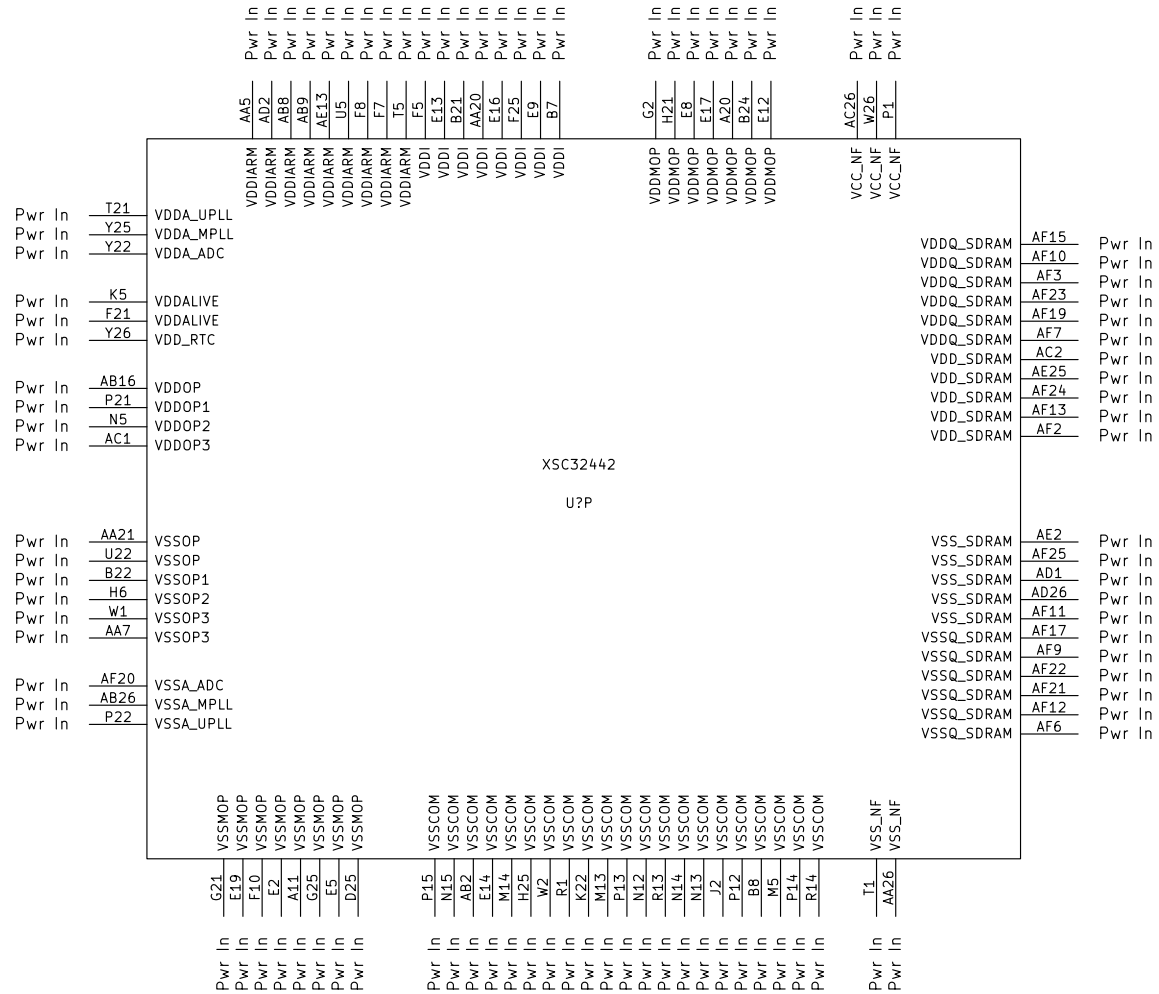 Pwr In Pwr In Pwr In Pwr In Pwr In Pwr In Pwr In Pwr In Pwr In Pwr In Pwr In Pwr In Pwr In Pwr In Pwr In Pwr In Pwr In Pwr In Pwr In Pwr In Pwr In Pwr In Pwr In Pwr In Pwr In Pwr In Pwr In
AA5 AD2 AB8 AB9 AE13 U5 F8 F7 T5 F5 E13 B21 AA20 E16 F25 E9 B7 G2 H21 E8 E17 A20 B24 E12 AC26 W26 P1
VDDIARM VDDIARM VDDIARM VDDIARM VDDIARM VDDIARM VDDIARM VDDIARM VDDIARM VDDI VDDI VDDI VDDI VDDI VDDI VDDI VDDI VDDMOP VDDMOP VDDMOP VDDMOP VDDMOP VDDMOP VDDMOP VCC_NF VCC_NF VCC_NF
Pwr In T21 VDDA_UPLL
Pwr In Y25 VDDA_MPLL
Pwr In Y22 VDDA_ADC
Pwr In K5 VDDALIVE
Pwr In F21 VDDALIVE
Pwr In Y26 VDD_RTC
Pwr In AB16 VDDOP
Pwr In P21 VDDOP1
Pwr In N5 VDDOP2
Pwr In AC1 VDDOP3
VDDQ_SDRAM AF15 Pwr In
VDDQ_SDRAM AF10 Pwr In
VDDQ_SDRAM AF3 Pwr In
VDDQ_SDRAM AF23 Pwr In
VDDQ_SDRAM AF19 Pwr In
VDDQ_SDRAM AF7 Pwr In
VDD_SDRAM AC2 Pwr In
VDD_SDRAM AE25 Pwr In
VDD_SDRAM AF24 Pwr In
VDD_SDRAM AF13 Pwr In
VDD_SDRAM AF2 Pwr In
XSC32442
U?P
Pwr In AA21 VSSOP
Pwr In U22 VSSOP
Pwr In B22 VSSOP1
Pwr In H6 VSSOP2
Pwr In W1 VSSOP3
Pwr In AA7 VSSOP3
Pwr In AF20 VSSA_ADC
Pwr In AB26 VSSA_MPLL
Pwr In P22 VSSA_UPLL
VSS_SDRAM AE2 Pwr In
VSS_SDRAM AF25 Pwr In
VSS_SDRAM AD1 Pwr In
VSS_SDRAM AD26 Pwr In
VSS_SDRAM AF11 Pwr In
VSSQ_SDRAM AF17 Pwr In
VSSQ_SDRAM AF9 Pwr In
VSSQ_SDRAM AF22 Pwr In
VSSQ_SDRAM AF21 Pwr In
VSSQ_SDRAM AF12 Pwr In
VSSQ_SDRAM AF6 Pwr In
VSSMOP VSSMOP VSSMOP VSSMOP VSSMOP VSSMOP VSSMOP VSSMOP VSSCOM VSSCOM VSSCOM VSSCOM VSSCOM VSSCOM VSSCOM VSSCOM VSSCOM VSSCOM VSSCOM VSSCOM VSSCOM VSSCOM VSSCOM VSSCOM VSSCOM VSSCOM VSSCOM VSSCOM VSSCOM VSS_NF VSS_NF
G21 E19 F10 E2 A11 G25 E5 D25 P15 N15 AB2 E14 M14 H25 W2 R1 K22 M13 P13 N12 R13 N14 N13 J2 P12 B8 M5 P14 R14 T1 AA26
Pwr In Pwr In Pwr In Pwr In Pwr In Pwr In Pwr In Pwr In Pwr In Pwr In Pwr In Pwr In Pwr In Pwr In Pwr In Pwr In Pwr In Pwr In Pwr In Pwr In Pwr In Pwr In Pwr In Pwr In Pwr In Pwr In Pwr In Pwr In Pwr In Pwr In Pwr In